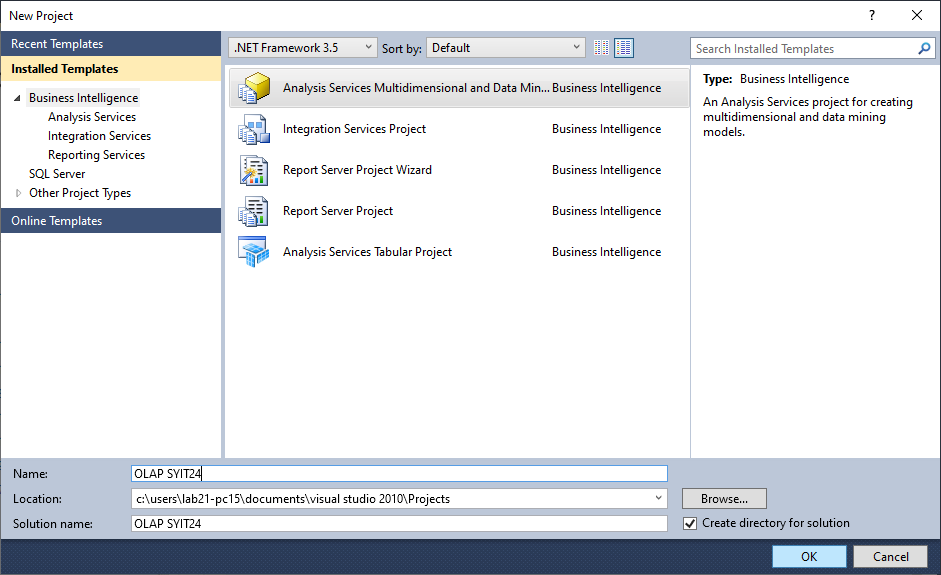 New Project
?
Recent Templates
Installed Templates
Business Intelligence
Analysis Services
Integration Services
Reporting Services
SQL Server
Other Project Types
Online Templates
.NET Framework 3.5
Sort by:
Default
Analysis Services Multidimensional and Data Min... Business Intelligence
Integration Services Project Business Intelligence
Report Server Project Wizard Business Intelligence
Report Server Project Business Intelligence
Analysis Services Tabular Project Business Intelligence
Search Installed Templates
Type: Business Intelligence
An Analysis Services project for creating
multidimensional and data mining
models.
Name: OLAP SYIT24
Location: c:\users\lab21-pc15\documents\visual studio 2010\Projects
Browse...
Solution name: OLAP SYIT24
Create directory for solution
OK
Cancel